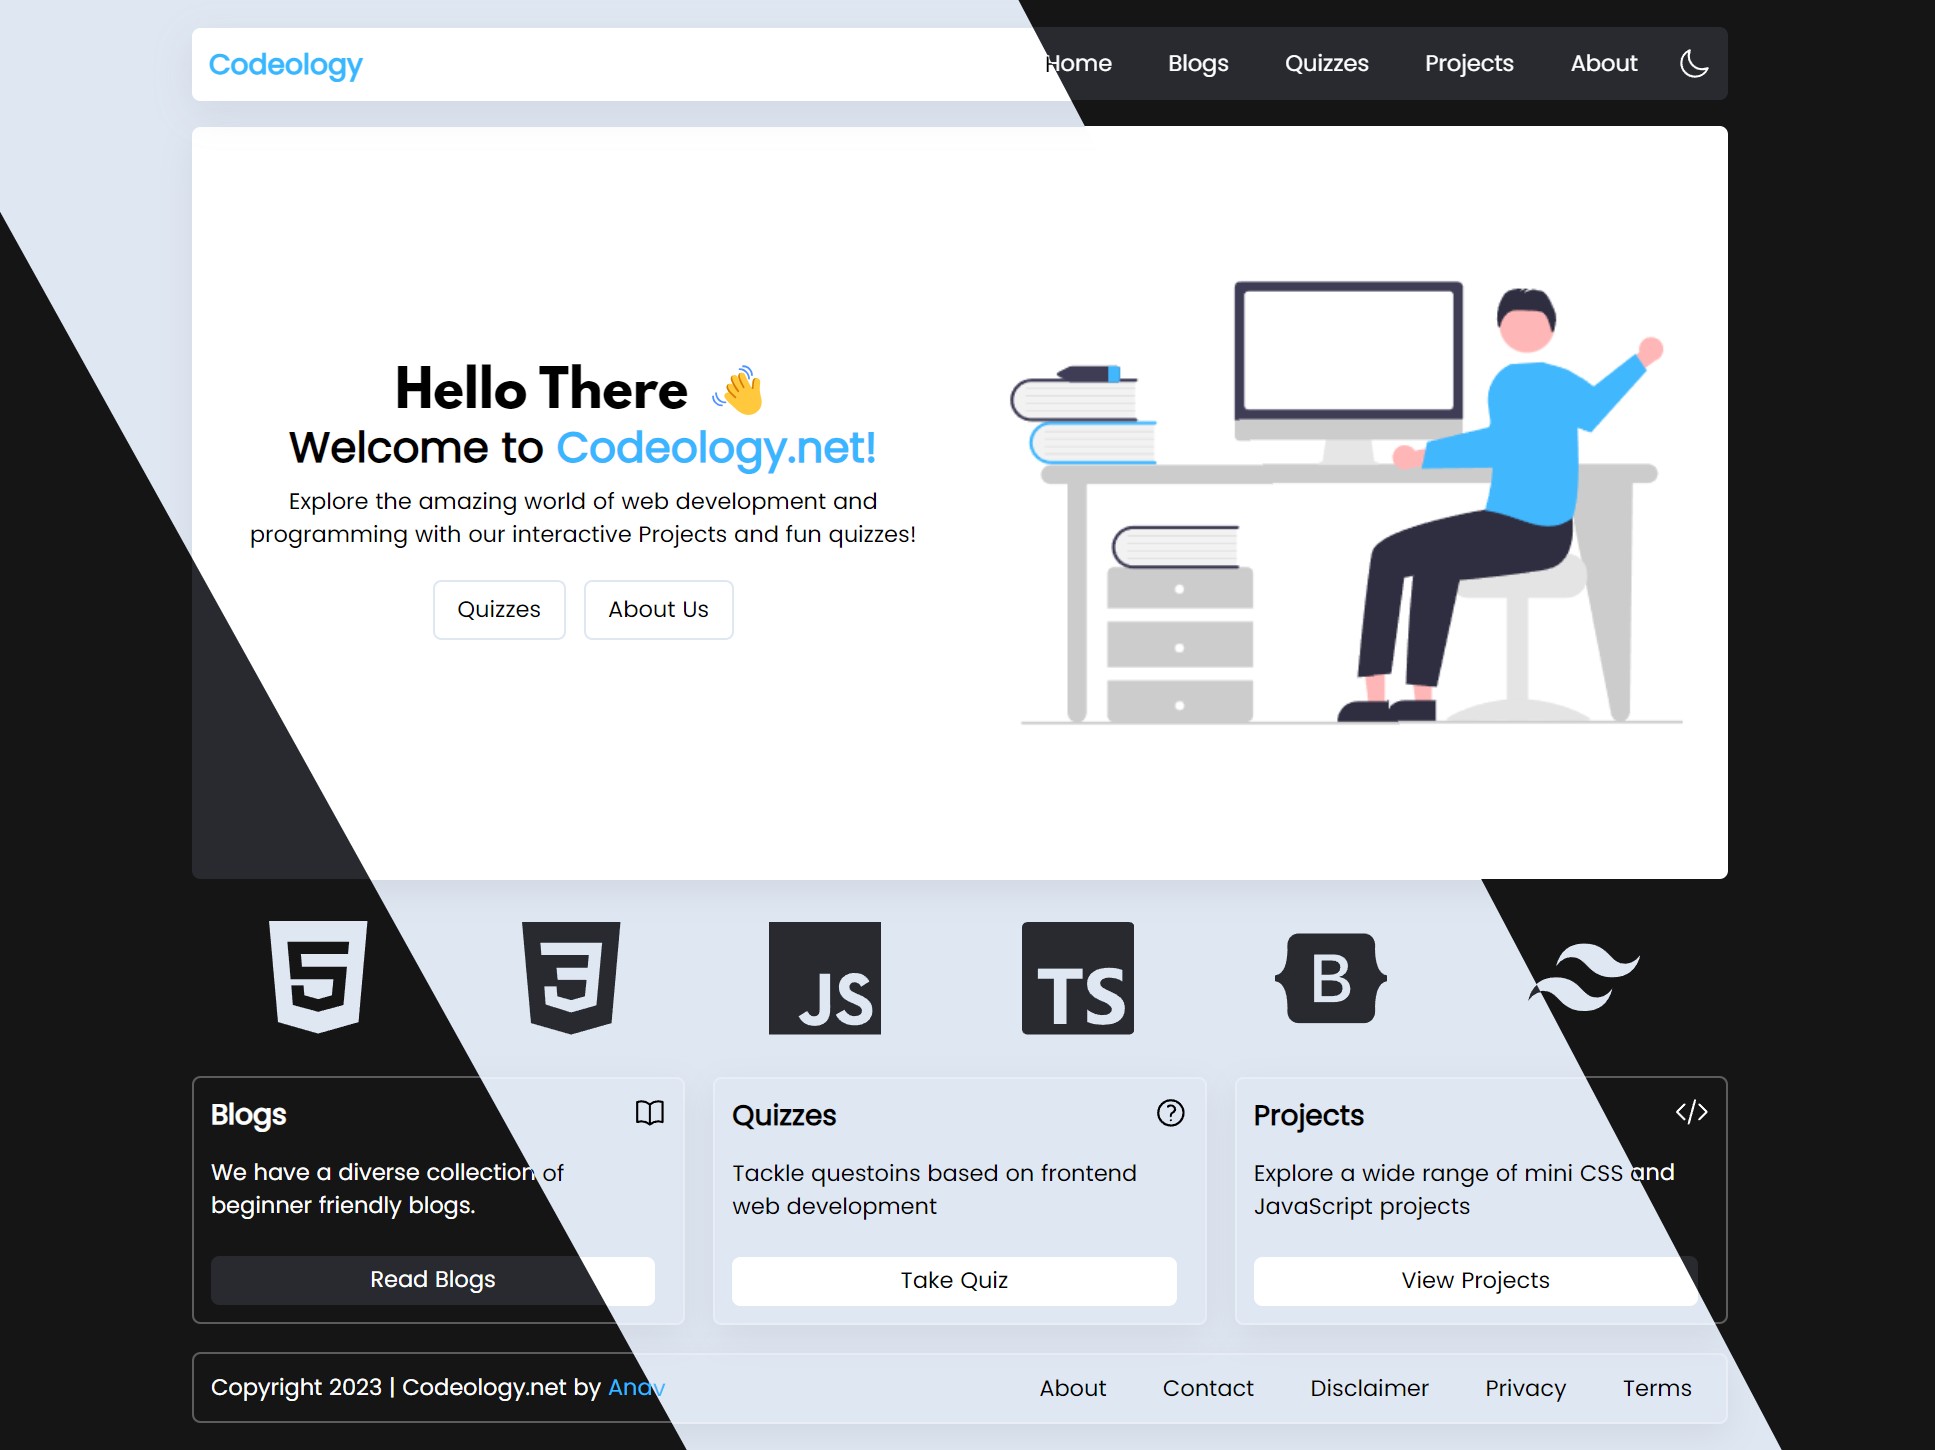 Codeology
Home Blogs Quizzes Projects About
Hello There 👋
Welcome to Codeology.net!
Explore the amazing world of web development and
programming with our interactive Projects and fun quizzes!
Quizzes About Us
5 3 JS TS B
Blogs
We have a diverse collection of
beginner friendly blogs.
Read Blogs
Quizzes
Tackle questoins based on frontend
web development
Take Quiz
Projects
Explore a wide range of mini CSS and
JavaScript projects
View Projects
Copyright 2023 | Codeology.net by Anav
About Contact Disclaimer Privacy Terms